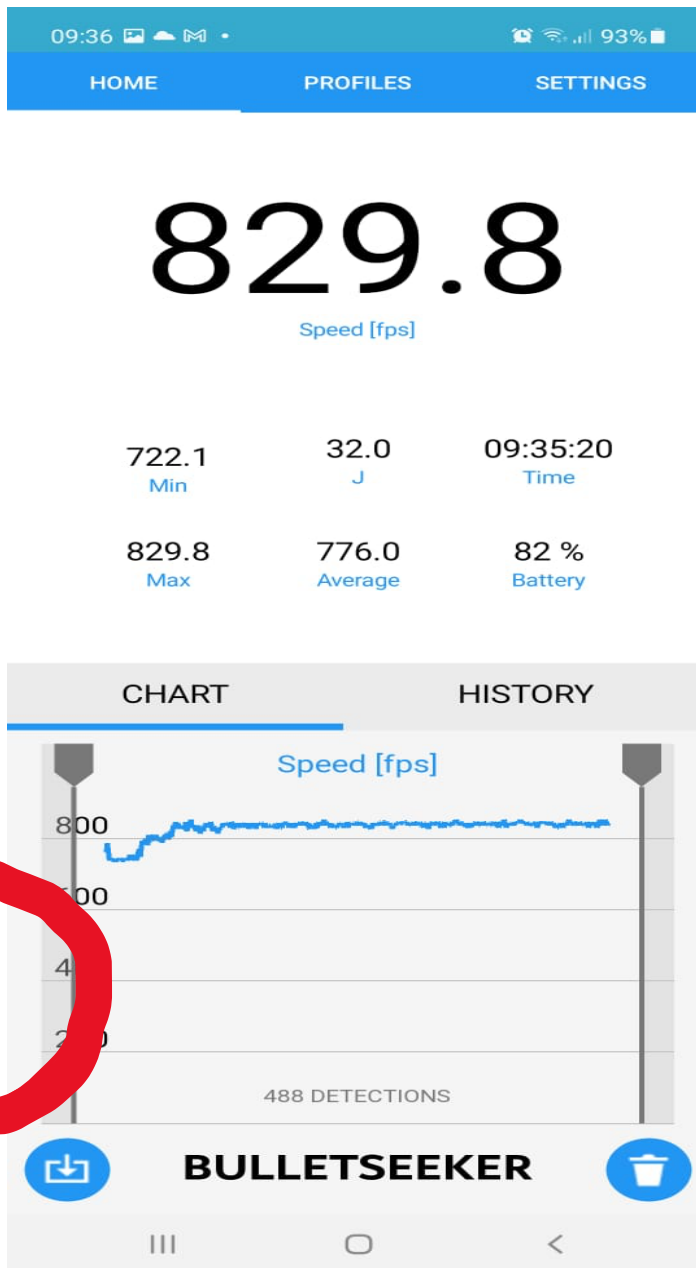 09:36 93%
HOME PROFILES SETTINGS
829.8
Speed [fps]
722.1 32.0 09:35:20
Min J Time
829.8 776.0 82 %
Max Average Battery
CHART HISTORY
Speed [fps]
800
488 DETECTIONS
BULLETSEEKER